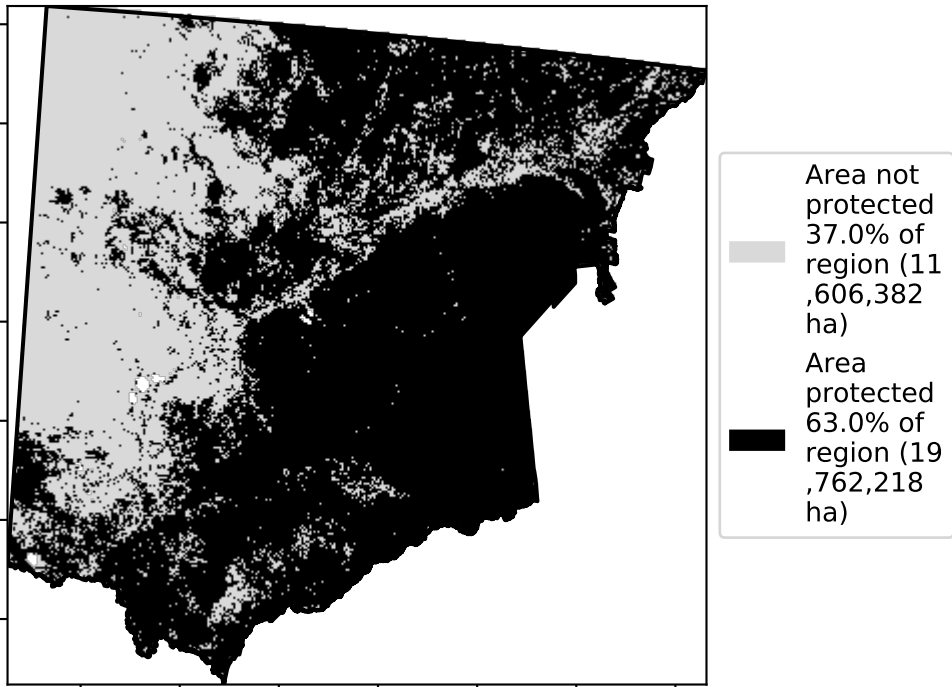 Area not
protected
37.0% of
region (11
,606,382
ha)
Area
protected
63.0% of
region (19
,762,218
ha)